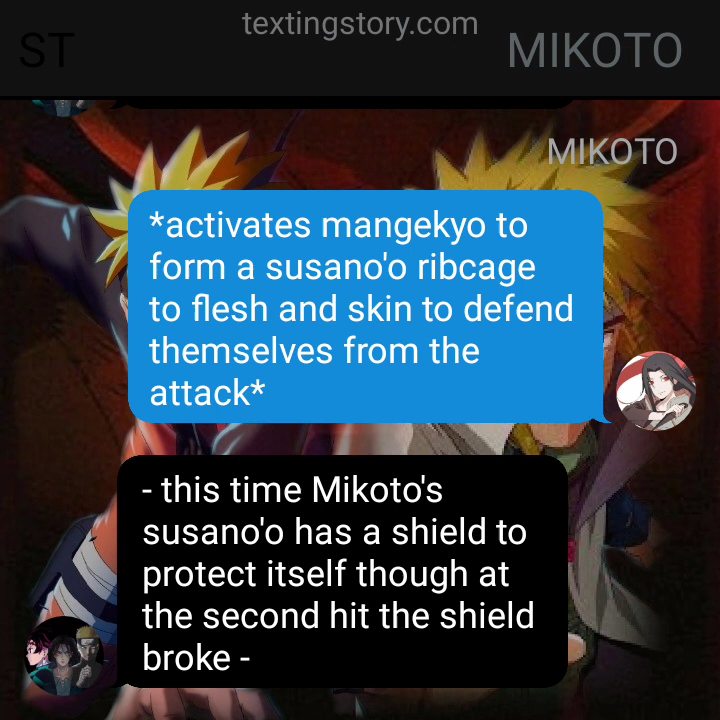 textingstory.com
ST
MIKOTO
MIKOTO
*activates mangekyo to
form a susano'o ribcage
to flesh and skin to defend
themselves from the
attack*
- this time Mikoto's
susano'o has a shield to
protect itself though at
the second hit the shield
broke -